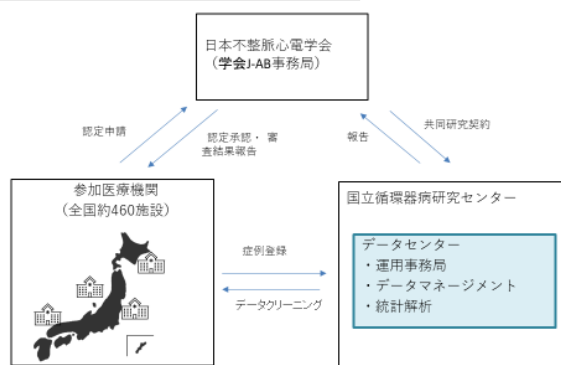 日本不整脈心電学会
（学会J-AB事務局）
認定申請
認定承認・ 審
査結果報告
報告
共同研究契約
参加医療機関
（全国約460施設）
国立循環器病研究センター
データセンター
・運用事務局
・データマネージメント
・統計解析
症例登録
データクリーニング